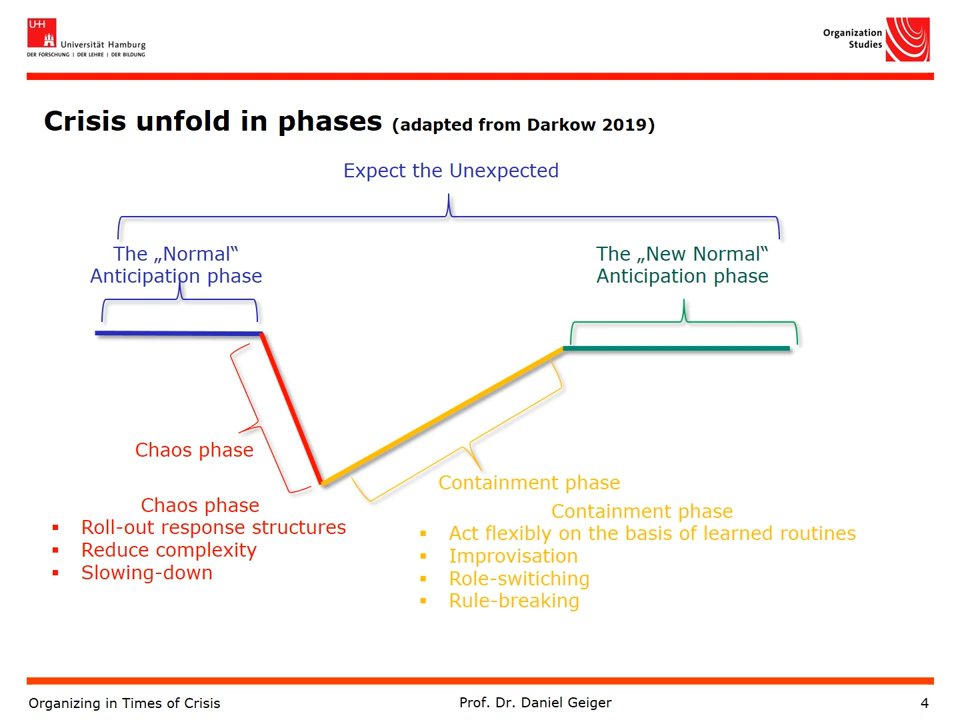 UHH
Universität Hamburg
DER FORSCHUNG | DER LEHRE | DER BILDUNG
Organization
Studies
Crisis unfold in phases (adapted from Darkow 2019)
Expect the Unexpected
The „Normal“
Anticipation phase
The „New Normal“
Anticipation phase
Chaos phase
Containment phase
Chaos phase
▪ Roll-out response structures
▪ Reduce complexity
▪ Slowing-down
Containment phase
▪ Act flexibly on the basis of learned routines
▪ Improvisation
▪ Role-switiching
▪ Rule-breaking
Organizing in Times of Crisis
Prof. Dr. Daniel Geiger
4